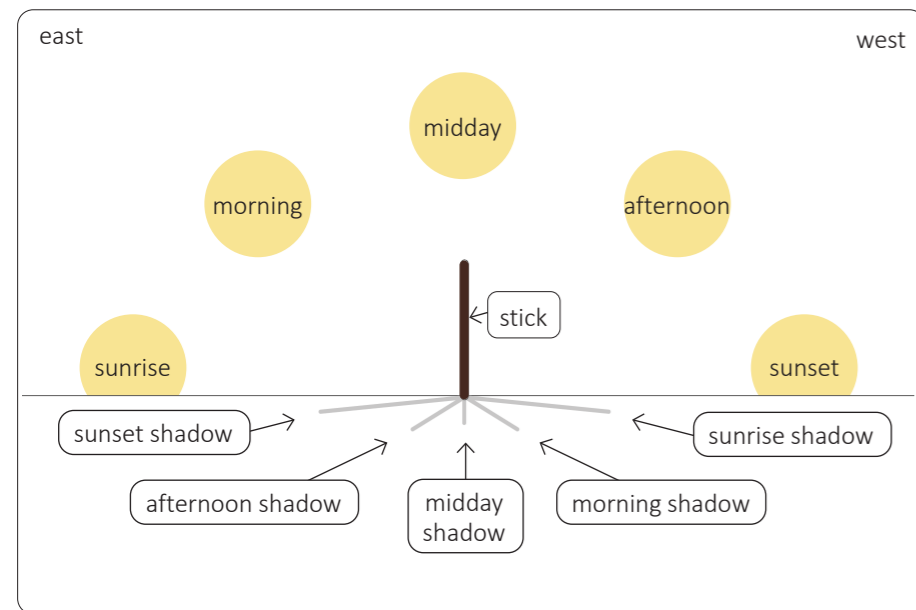 east
west
midday
morning
afternoon
stick
sunrise
sunset
sunset shadow
sunrise shadow
afternoon shadow
midday
shadow
morning shadow